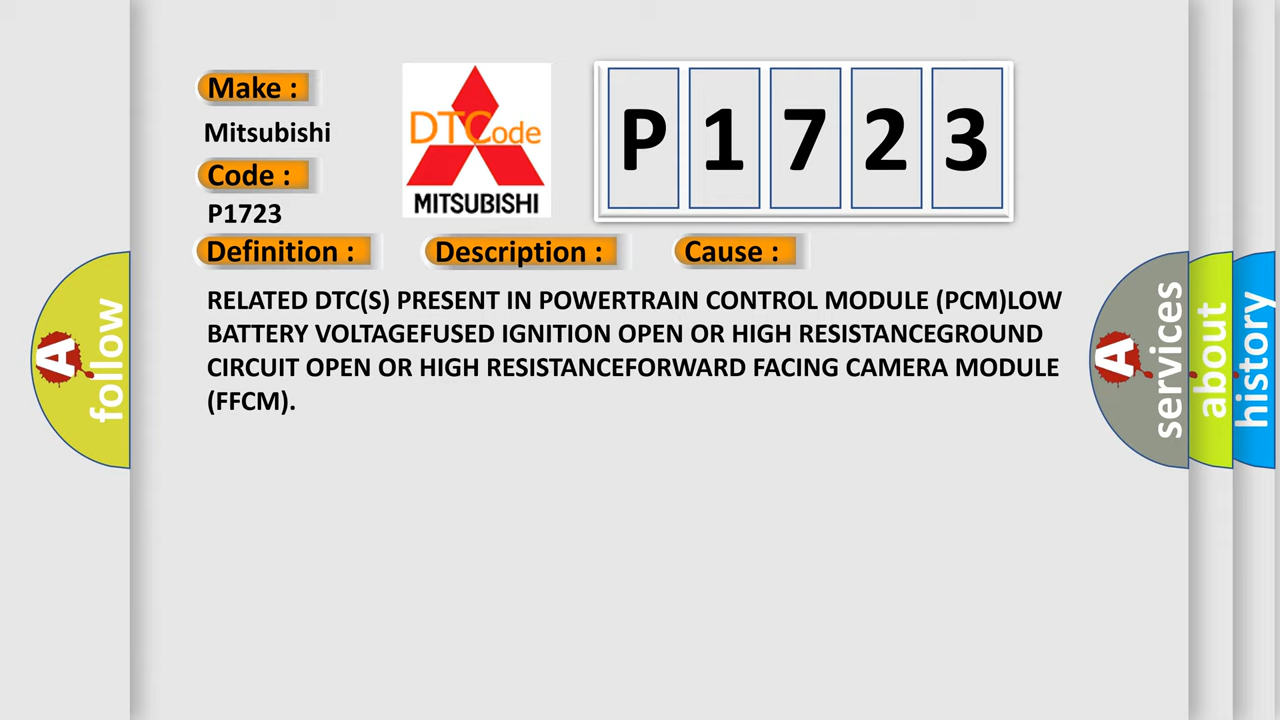 Make :
Mitsubishi
Code :
P1723
DTCode
MITSUBISHI
P 1 7 2 3
Definition :
Description :
Cause :
RELATED DTC(S) PRESENT IN POWERTRAIN CONTROL MODULE (PCM)LOW
BATTERY VOLTAGEFUSED IGNITION OPEN OR HIGH RESISTANCEGROUND
CIRCUIT OPEN OR HIGH RESISTANCEFORWARD FACING CAMERA MODULE
(FFCM).
A follow
A services
about
history